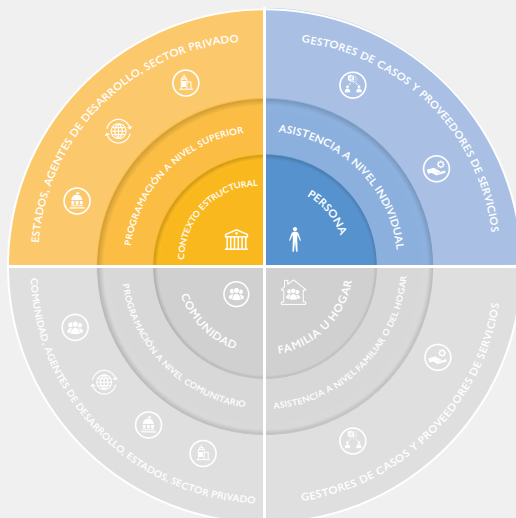 ESTADOS, AGENTES DE DESARROLLO, SECTOR PRIVADO
PROGRAMACIÓN A NIVEL SUPERIOR
CONTEXTO ESTRUCTURAL
GESTORES DE CASOS Y PROVEEDORES DE SERVICIOS
ASISTENCIA A NIVEL INDIVIDUAL
PERSONA
COMUNIDAD
PROGRAMACIÓN A NIVEL COMUNITARIO
COMUNIDAD, AGENTES DE DESARROLLO, ESTADOS, SECTOR PRIVADO
FAMILIA U HOGAR
ASISTENCIA A NIVEL FAMILIAR O DEL HOGAR
GESTORES DE CASOS Y PROVEEDORES DE SERVICIOS